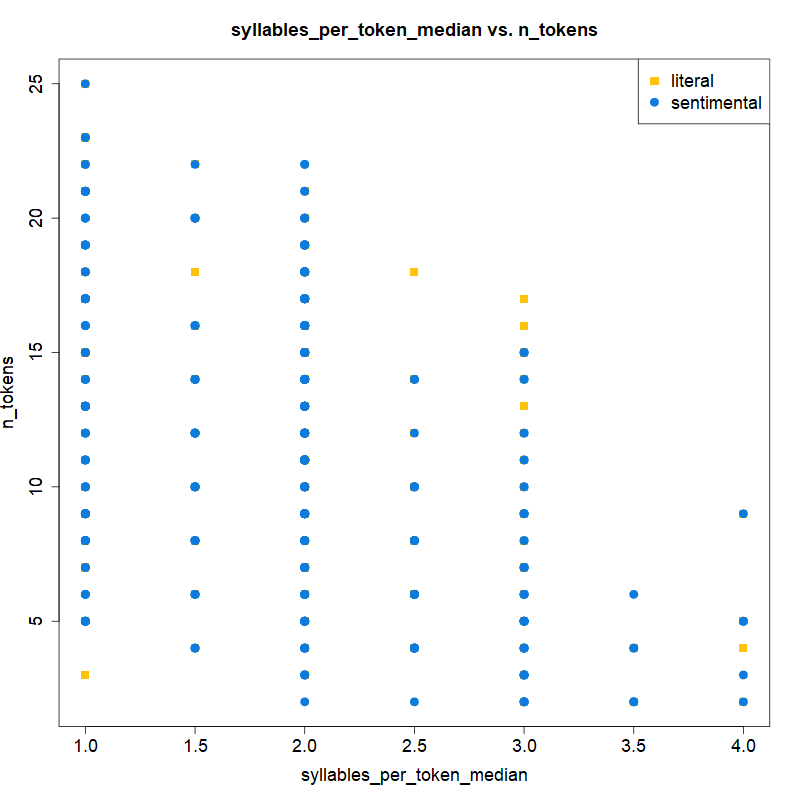 syllables_per_token_median vs. n_tokens
literal
sentimental
n_tokens
25
20
15
10
5
1.0 1.5 2.0 2.5 3.0 3.5 4.0
syllables_per_token_median